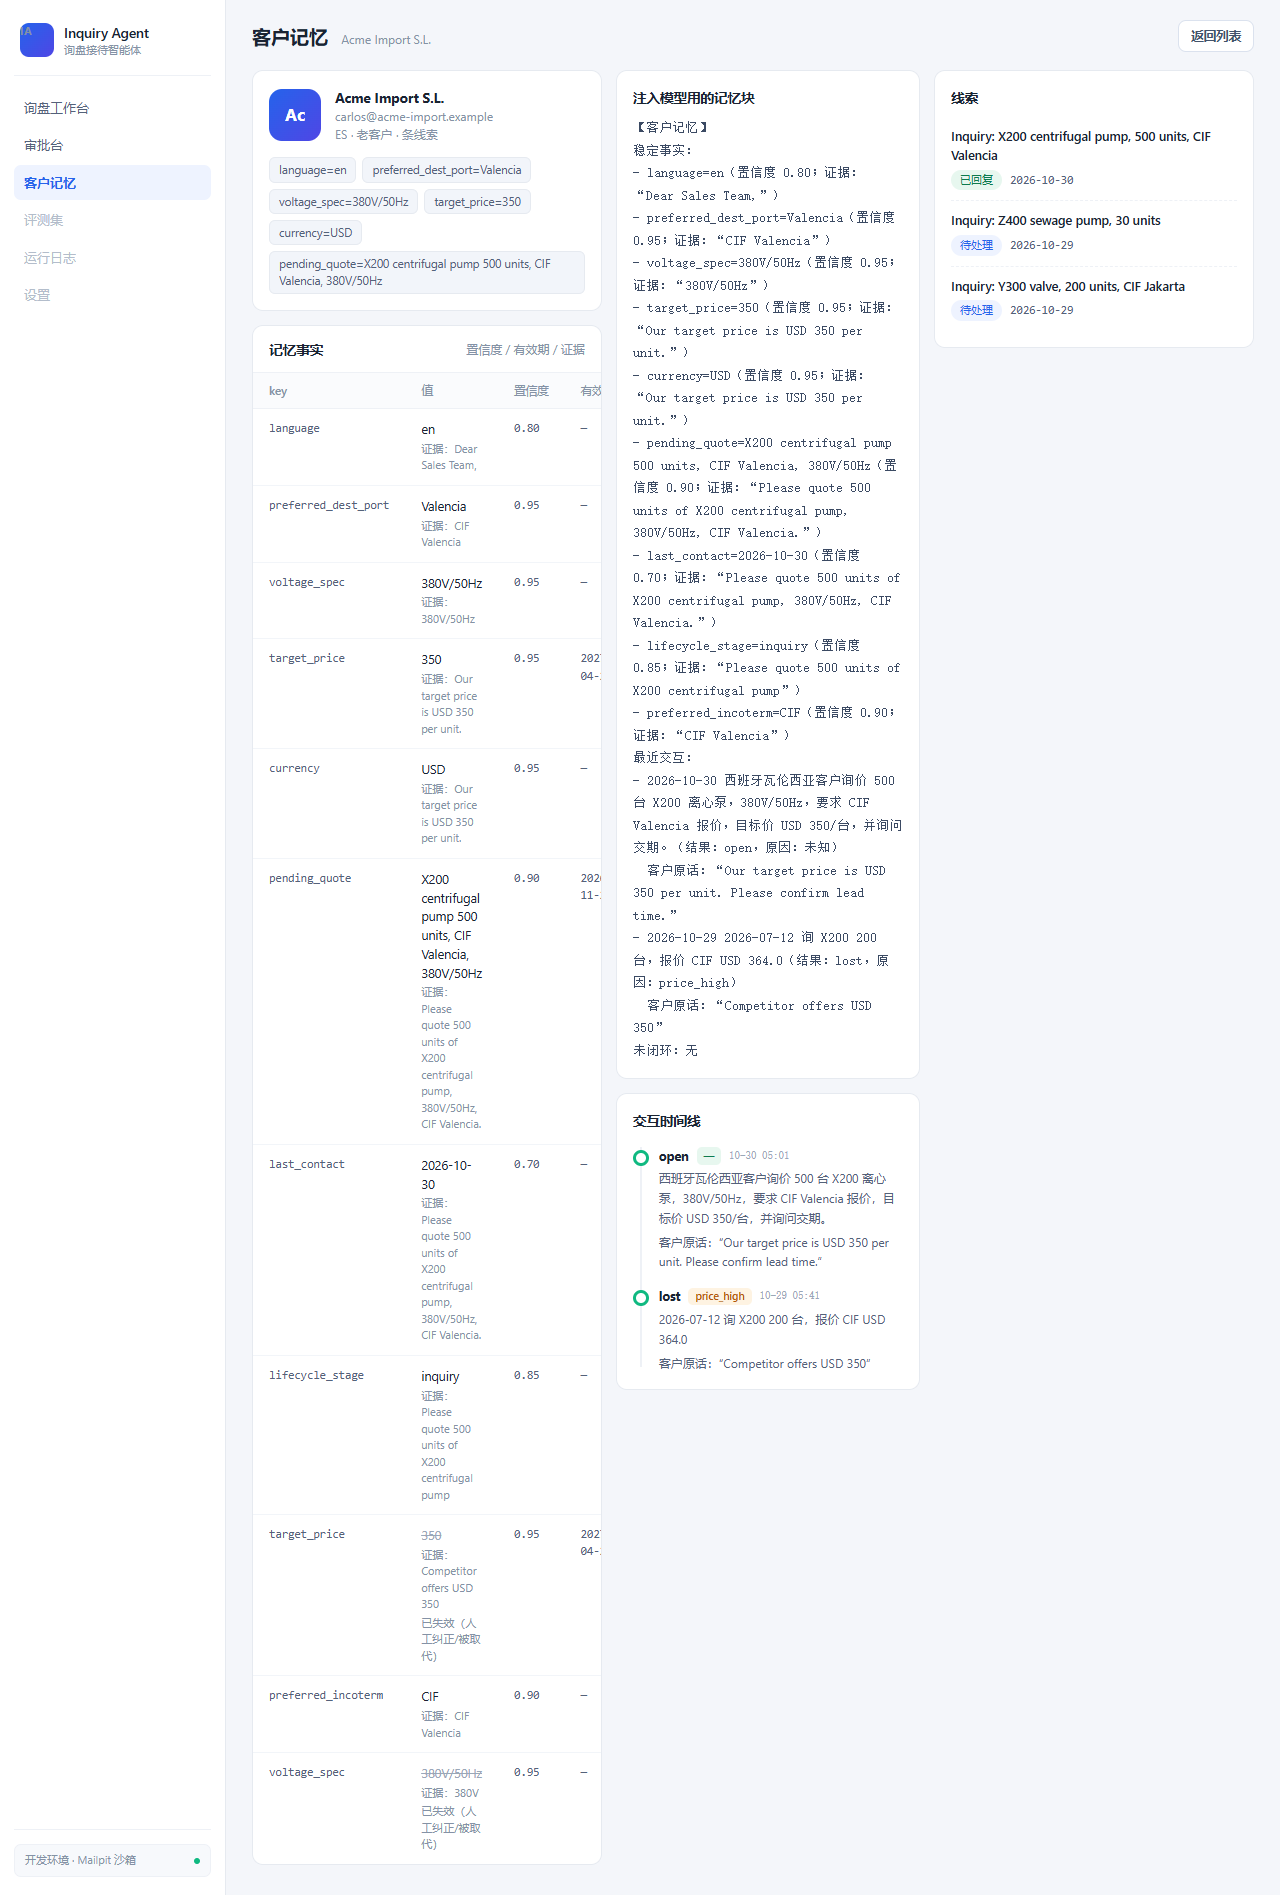 IA
Inquiry Agent
询盘接待智能体
询盘工作台
审批台
客户记忆
评测集
运行日志
设置
开发环境 · Mailpit 沙箱
客户记忆 Acme Import S.L.
返回列表
Ac
Acme Import S.L.
carlos@acme-import.example
ES · 老客户 · 条线索
language=en
preferred_dest_port=Valencia
voltage_spec=380V/50Hz
target_price=350
currency=USD
pending_quote=X200 centrifugal pump 500 units, CIF
Valencia, 380V/50Hz
记忆事实
置信度 / 有效期 / 证据
key 值 置信度 有效
language en 0.80 —
证据：Dear
Sales Team,
preferred_dest_port Valencia 0.95 —
证据：CIF
Valencia
voltage_spec 380V/50Hz 0.95 —
证据：
380V/50Hz
target_price 350 0.95 2027
04-
证据：Our
target price
is USD 350
per unit.
currency USD 0.95 —
证据：Our
target price
is USD 350
per unit.
pending_quote X200 0.90 2026
centrifugal 11-
pump 500
units, CIF
Valencia,
380V/50Hz
证据：
Please
quote 500
units of
X200
centrifugal
pump,
380V/50Hz,
CIF Valencia.
last_contact 2026-10- 0.70 —
30
证据：
Please
quote 500
units of
X200
centrifugal
pump,
380V/50Hz,
CIF Valencia.
lifecycle_stage inquiry 0.85 —
证据：
Please
quote 500
units of
X200
centrifugal
pump
target_price 350 0.95 2027
04-
证据：
Competitor
offers USD
350
已失效（人
工纠正/被取
代）
preferred_incoterm CIF 0.90 —
证据：CIF
Valencia
voltage_spec 380V/50Hz 0.95 —
证据：380V
已失效（人
工纠正/被取
代）
注入模型用的记忆块
【客户记忆】
稳定事实：
- language=en（置信度 0.80；证据：
“Dear Sales Team,”）
- preferred_dest_port=Valencia（置信度
0.95；证据：“CIF Valencia”）
- voltage_spec=380V/50Hz（置信度 0.95；
证据：“380V/50Hz”）
- target_price=350（置信度 0.95；证据：
“Our target price is USD 350 per
unit.”）
- currency=USD（置信度 0.95；证据：
“Our target price is USD 350 per
unit.”）
- pending_quote=X200 centrifugal pump
500 units, CIF Valencia, 380V/50Hz（置
信度 0.90；证据：“Please quote 500
units of X200 centrifugal pump,
380V/50Hz, CIF Valencia.”）
- last_contact=2026-10-30（置信度
0.70；证据：“Please quote 500 units of
X200 centrifugal pump, 380V/50Hz, CIF
Valencia.”）
- lifecycle_stage=inquiry（置信度
0.85；证据：“Please quote 500 units of
X200 centrifugal pump”）
- preferred_incoterm=CIF（置信度 0.90；
证据：“CIF Valencia”）
最近交互：
- 2026-10-30 西班牙瓦伦西亚客户询价 500
台 X200 离心泵，380V/50Hz，要求 CIF
Valencia 报价，目标价 USD 350/台，并询问
交期。（结果：open，原因：未知）
客户原话：“Our target price is USD
350 per unit. Please confirm lead
time.”
- 2026-10-29 2026-07-12 询 X200 200
台，报价 CIF USD 364.0（结果：lost，原
因：price_high）
客户原话：“Competitor offers USD
350”
未闭环：无
交互时间线
open — 10-30 05:01
西班牙瓦伦西亚客户询价 500 台 X200 离心
泵，380V/50Hz，要求 CIF Valencia 报价，目
标价 USD 350/台，并询问交期。
客户原话：“Our target price is USD 350 per
unit. Please confirm lead time.”
lost price_high 10-29 05:41
2026-07-12 询 X200 200 台，报价 CIF USD
364.0
客户原话：“Competitor offers USD 350”
线索
Inquiry: X200 centrifugal pump, 500 units, CIF
Valencia
已回复 2026-10-30
Inquiry: Z400 sewage pump, 30 units
待处理 2026-10-29
Inquiry: Y300 valve, 200 units, CIF Jakarta
待处理 2026-10-29